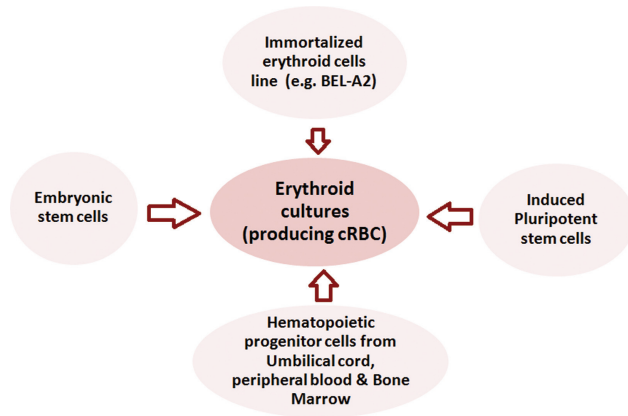 Immortalized
erythroid cells
line (e.g. BEL-A2)
Embryonic
stem cells
Erythroid
cultures
(producing cRBC)
Induced
Pluripotent
stem cells
Hematopoietic
progenitor cells from
Umbilical cord,
peripheral blood & Bone
Marrow